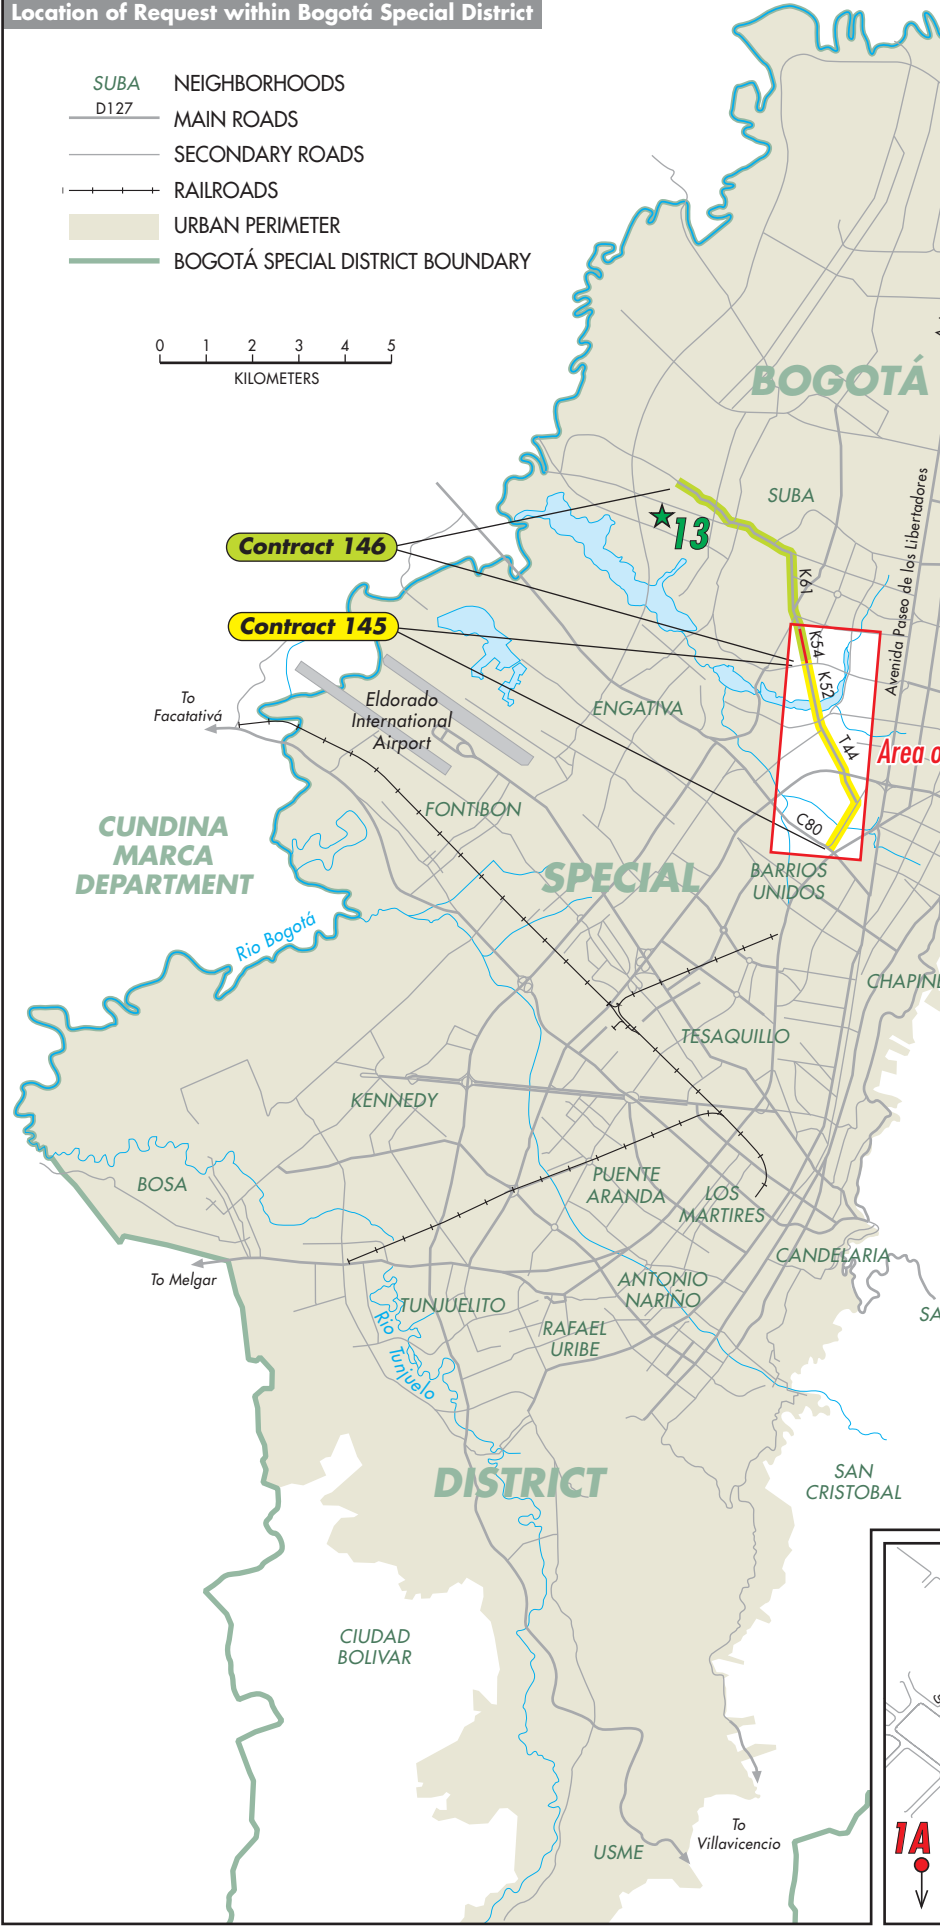 Location of Request within Bogotá Special District
SUBA NEIGHBORHOODS
D127 MAIN ROADS
SECONDARY ROADS
RAILROADS
URBAN PERIMETER
BOGOTÁ SPECIAL DISTRICT BOUNDARY
0 1 2 3 4 5
KILOMETERS
BOGOTÁ
SUBA
13
Avenida Paseo de los Libertadores
Contract 146
K61
Contract 145
K54
K52
ENGATIVA
T44
Area o
To
Facatativá
Eldorado
International
Airport
FONTIBON
C80
CUNDINA
MARCA
DEPARTMENT
SPECIAL
BARRIOS
UNIDOS
Rio Bogotá
CHAPIN
TESAQUILLO
KENNEDY
BOSA
PUENTE
ARANDA
LOS
MARTIRES
CANDELARIA
To Melgar
ANTONIO
NARIÑO
TUNJUELITO
SA
RAFAEL
URIBE
Rio
Tunjuelo
DISTRICT
SAN
CRISTOBAL
CIUDAD
BOLIVAR
To
Villavicencio
USME
1A